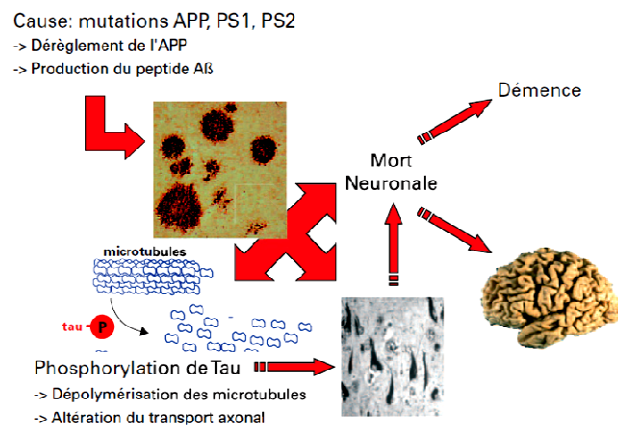 Cause: mutations APP, PS1, PS2
-> Dérèglement de l'APP
-> Production du peptide Aß
Démence
Mort
Neuronale
microtubules
tau
P
Phosphorylation de Tau
-> Dépolymérisation des microtubules
-> Altération du transport axonal